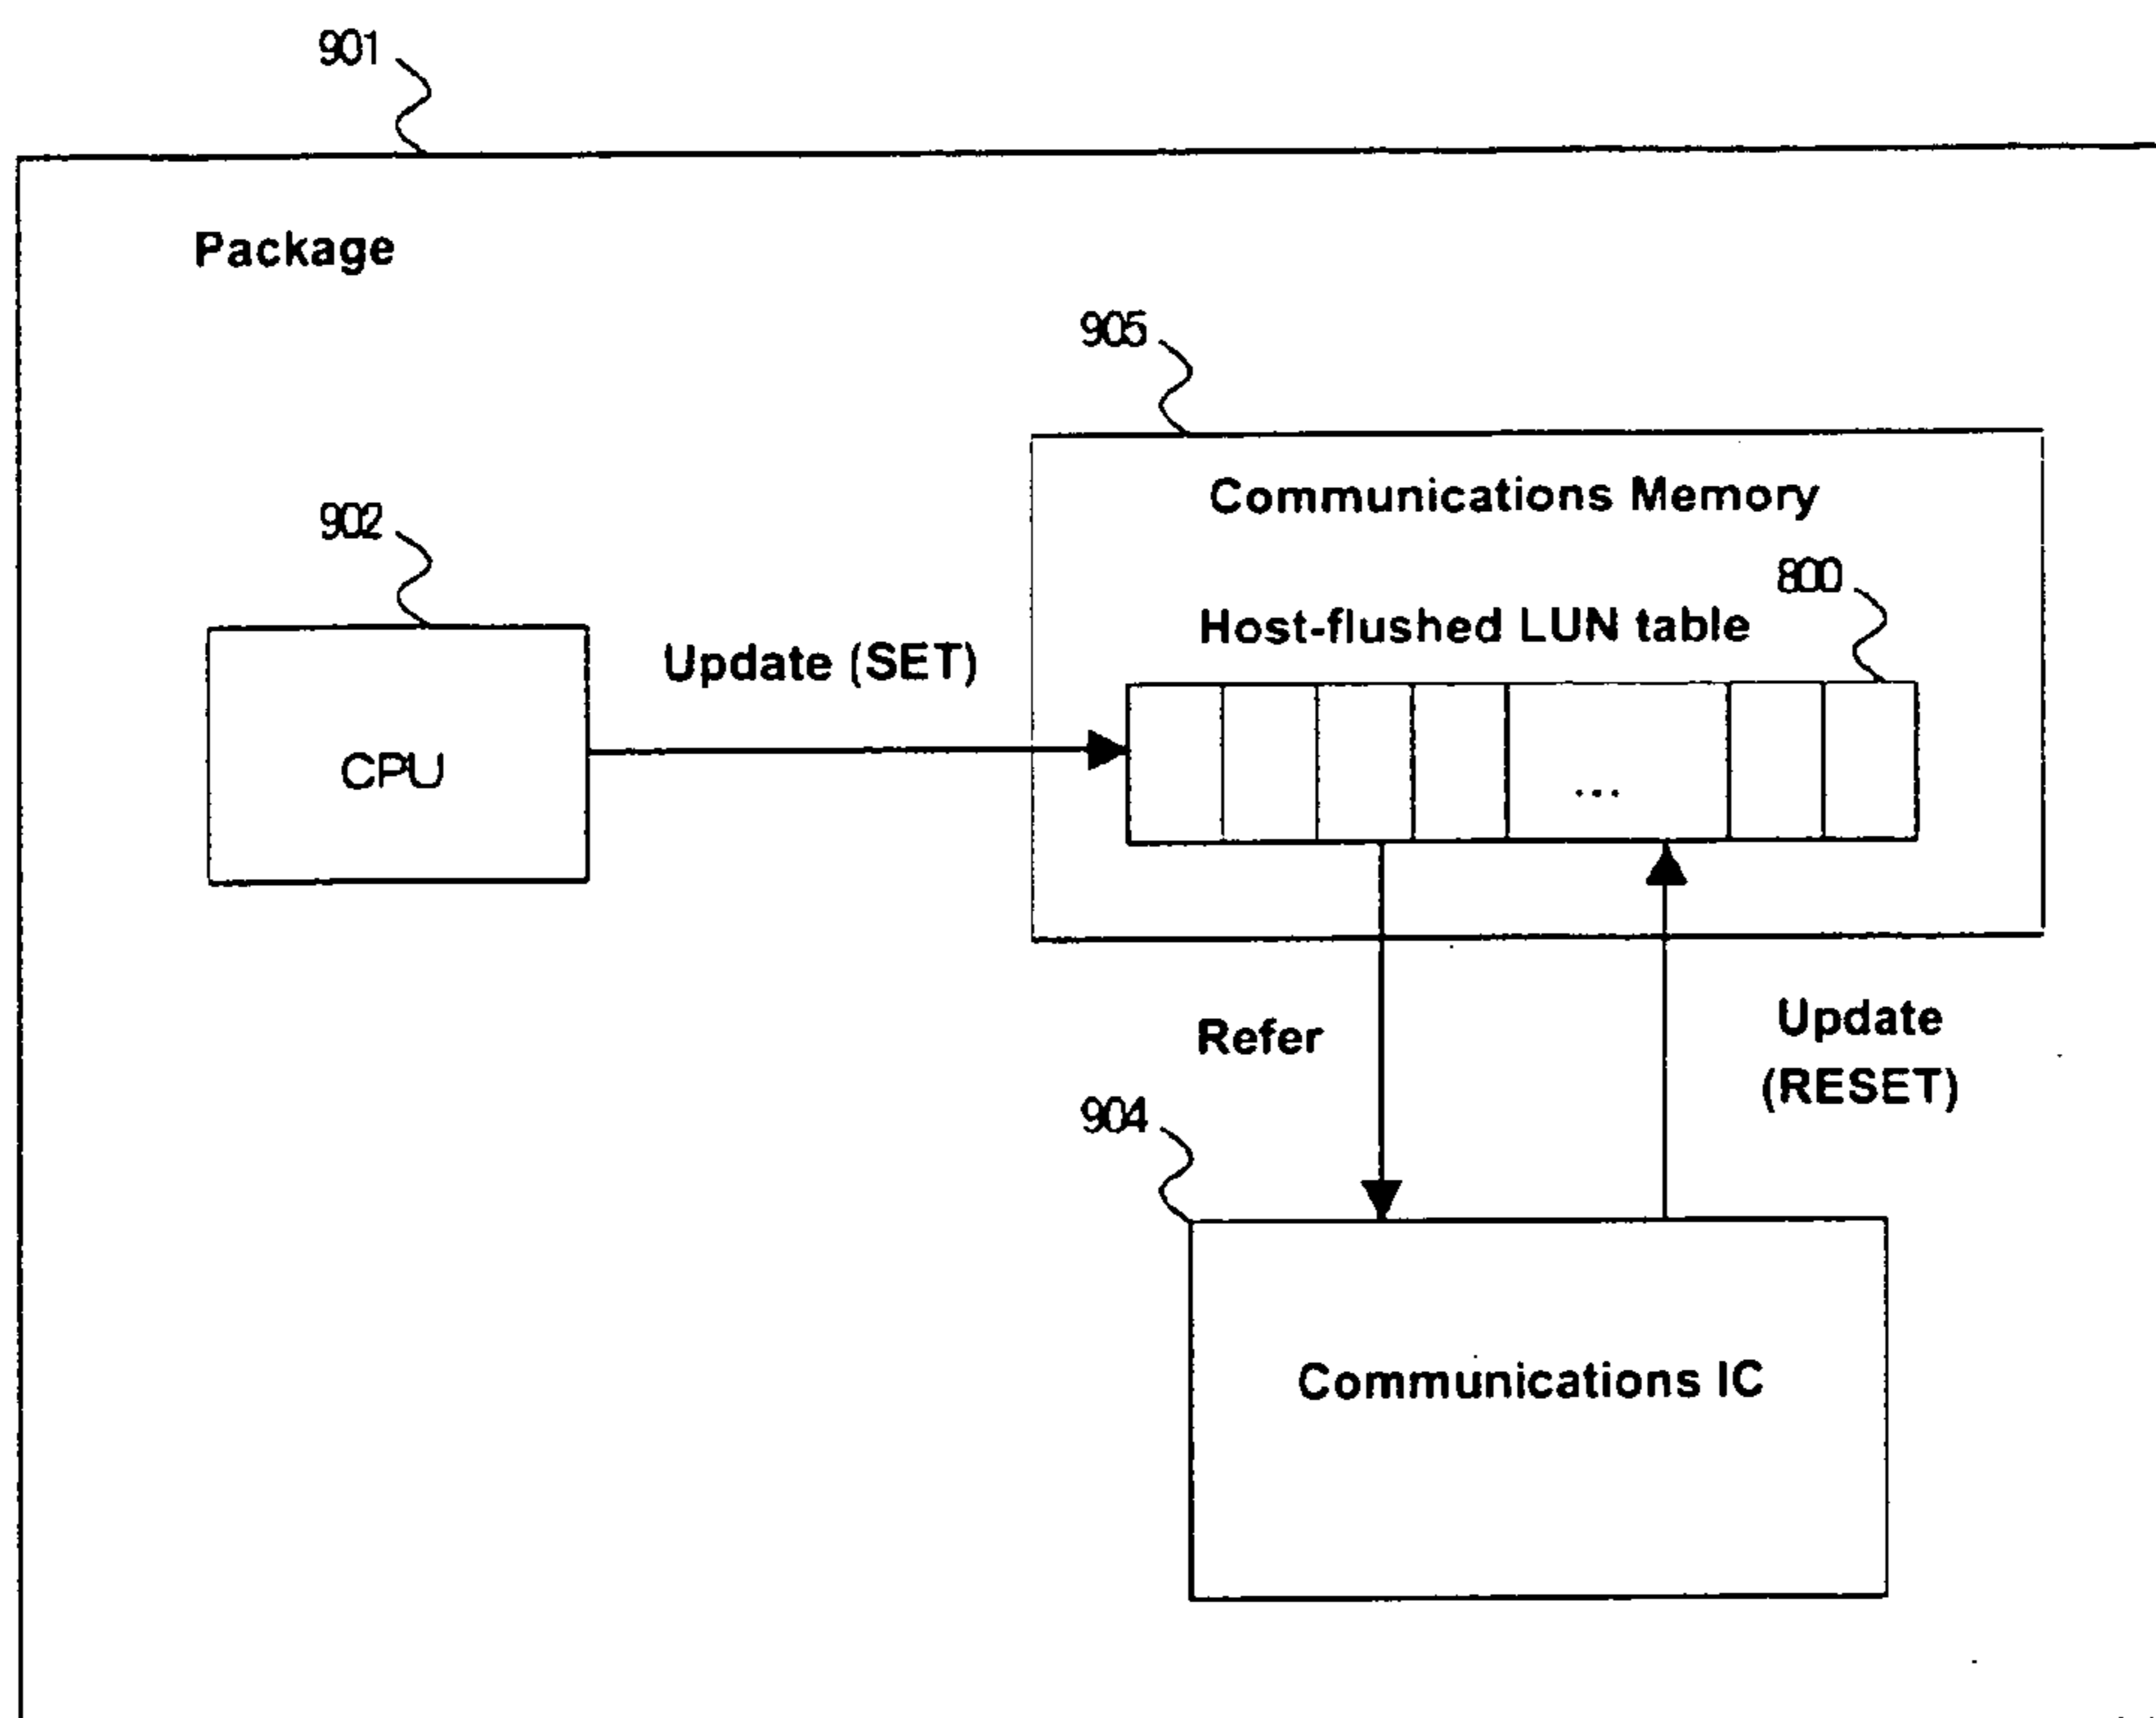 901
Package
905
Communications Memory
902
800
Host-flushed LUN table
Update (SET)
CPU
...
Refer
Update
(RESET)
904
Communications IC